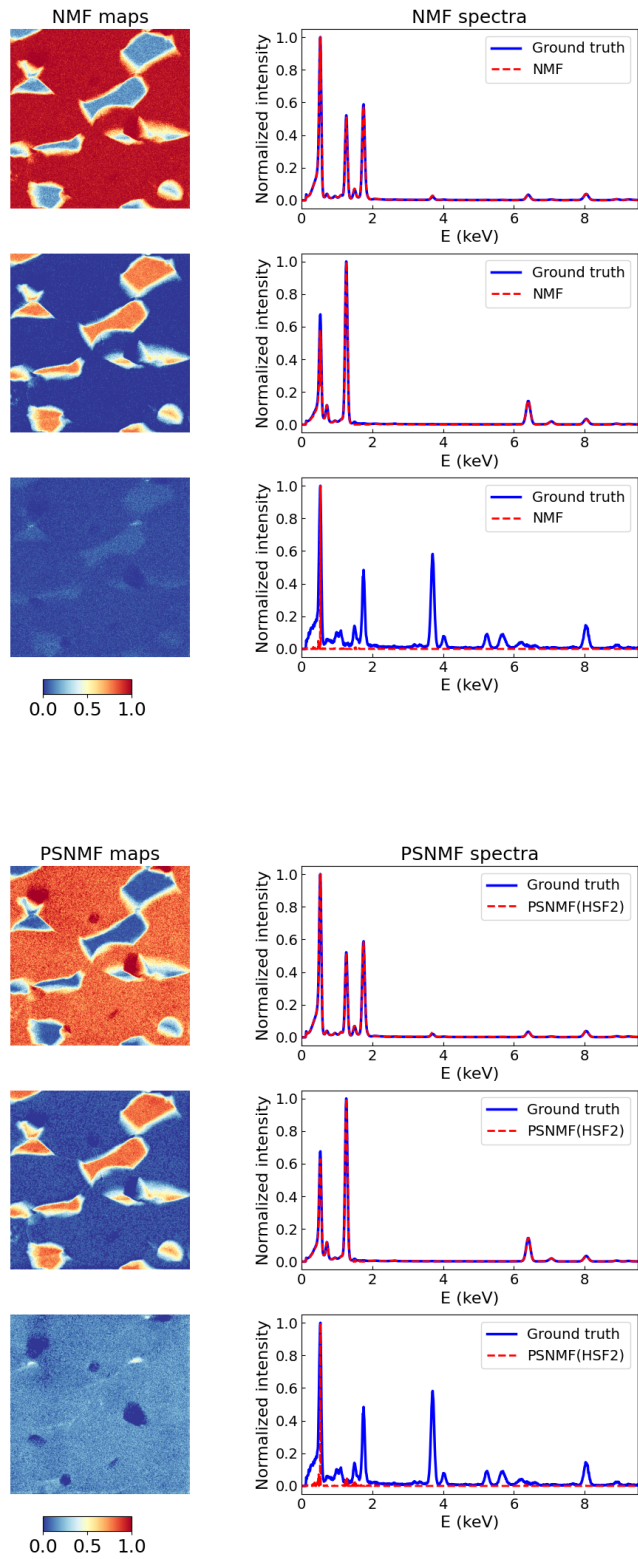 NMF maps
NMF spectra
Normalized intensity
1.0
0.8
0.6
0.4
0.2
0.0
Ground truth
NMF
0 2 4 6 8
E (keV)
Normalized intensity
1.0
0.8
0.6
0.4
0.2
0.0
Ground truth
NMF
0 2 4 6 8
E (keV)
Normalized intensity
1.0
0.8
0.6
0.4
0.2
0.0
Ground truth
NMF
0 2 4 6 8
E (keV)
0.0 0.5 1.0
PSNMF maps
PSNMF spectra
Normalized intensity
1.0
0.8
0.6
0.4
0.2
0.0
Ground truth
PSNMF(HSF2)
0 2 4 6 8
E (keV)
Normalized intensity
1.0
0.8
0.6
0.4
0.2
0.0
Ground truth
PSNMF(HSF2)
0 2 4 6 8
E (keV)
Normalized intensity
1.0
0.8
0.6
0.4
0.2
0.0
Ground truth
PSNMF(HSF2)
0 2 4 6 8
E (keV)
0.0 0.5 1.0